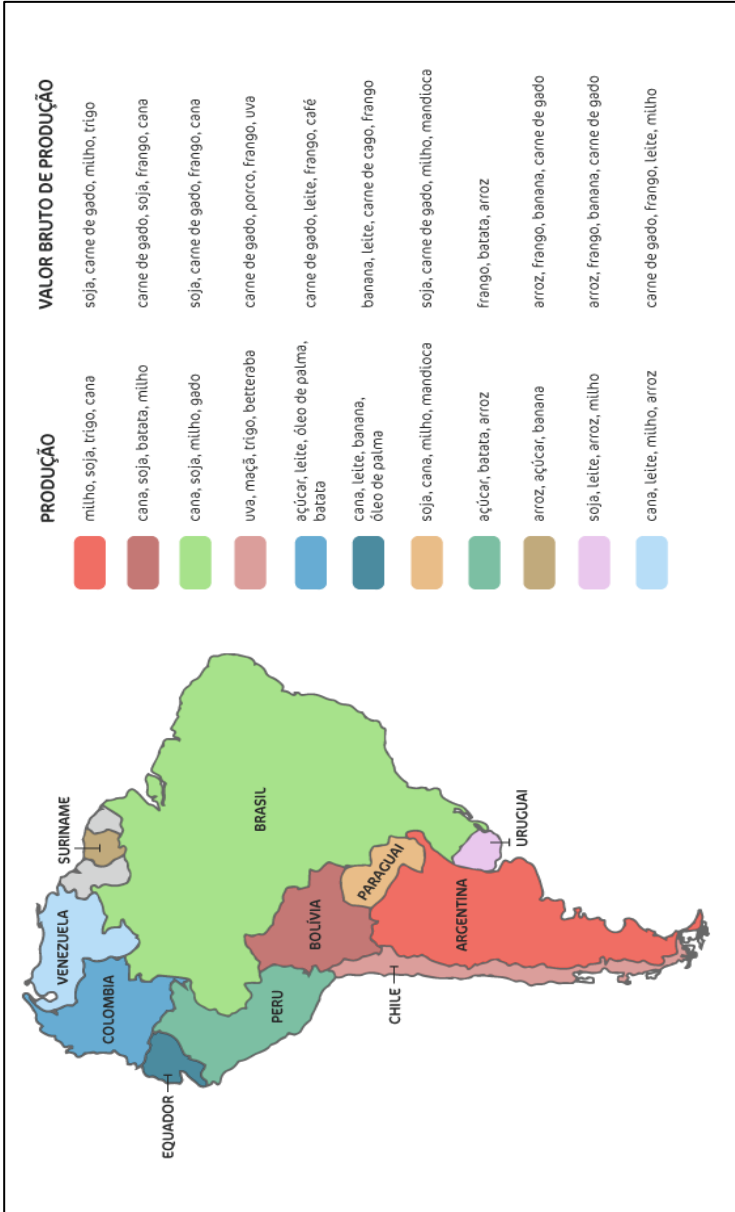 PRODUÇÃO
VALOR BRUTO DE PRODUÇÃO
milho, soja, trigo, cana
soja, carne de gado, milho, trigo
cana, soja, batata, milho
carne de gado, soja, frango, cana
cana, soja, milho, gado
soja, carne de gado, frango, cana
uva, maçã, trigo, betteraba
carne de gado, porco, frango, uva
açúcar, leite, óleo de palma,
batata
carne de gado, leite, frango, café
cana, leite, banana,
óleo de palma
banana, leite, carne de cago, frango
soja, cana, milho, mandioca
soja, carne de gado, milho, mandioca
açúcar, batata, arroz
frango, batata, arroz
arroz, açúcar, banana
arroz, frango, banana, carne de gado
soja, leite, arroz, milho
arroz, frango, banana, carne de gado
cana, leite, milho, arroz
carne de gado, frango, leite, milho
SURINAME
VENEZUELA
COLOMBIA
EQUADOR
BRASIL
PERU
BOLÍVIA
PARAGUAI
CHILE
ARGENTINA
URUGUAI